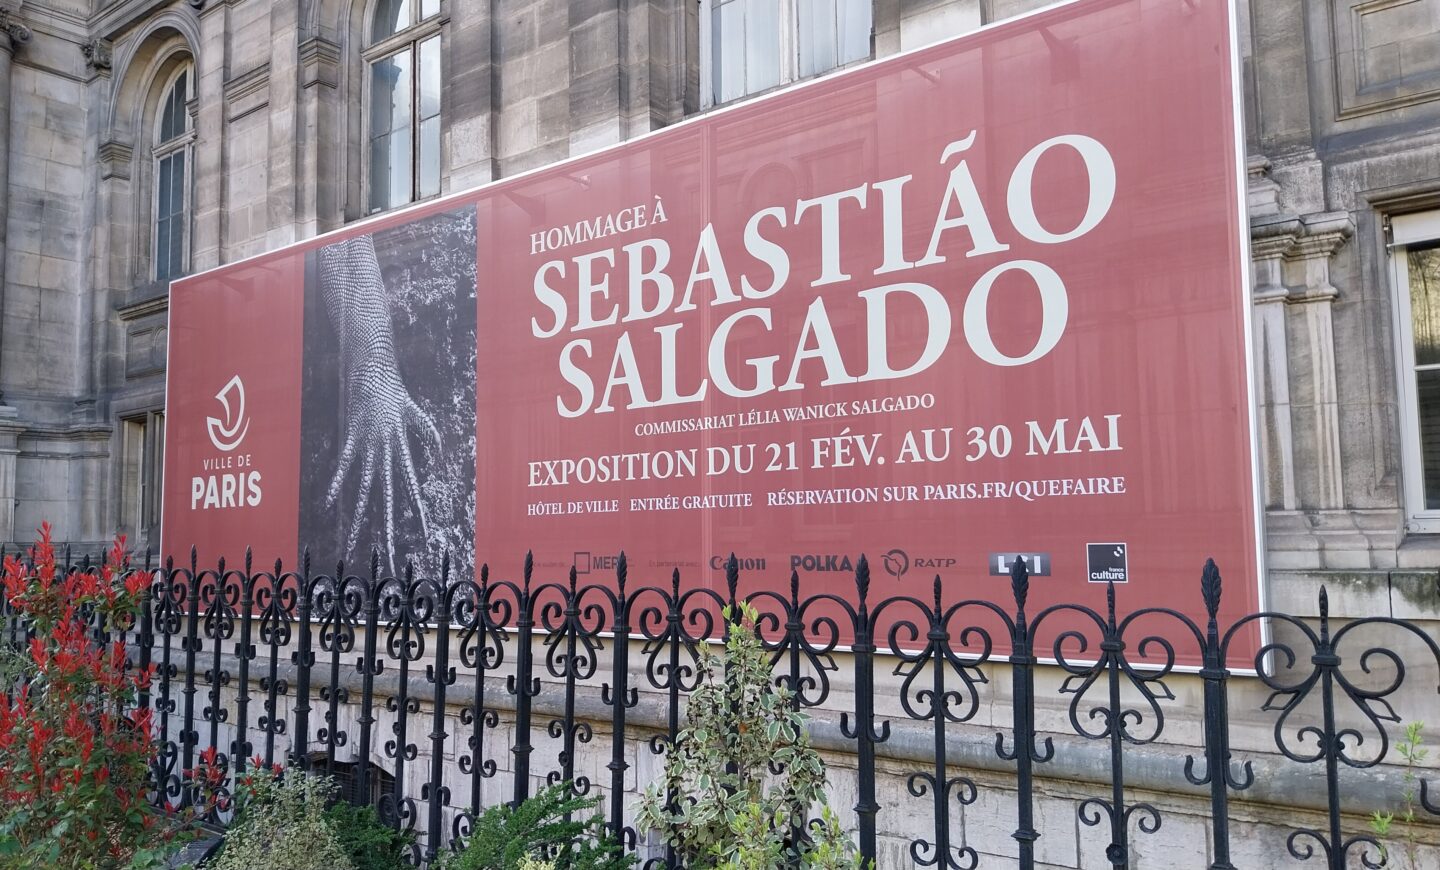 HOMMAGE À
SEBASTIÃO
SALGADO
COMMISSARIAT LÉLIA WANICK SALGADO
EXPOSITION DU 21 FÉV. AU 30 MAI
HÔTEL DE VILLE ENTRÉE GRATUITE RÉSERVATION SUR PARIS.FR/QUEFAIRE
VILLE DE
PARIS
Canon POLKA RATP LCI france culture